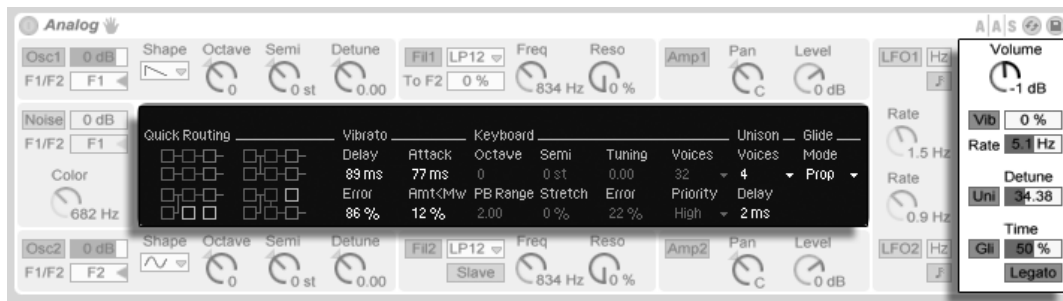 Analog
A A S
Osc1 0 dB Shape Octave Semi Detune Fil1 LP12 Freq Reso Amp1 Pan Level LFO1 Hz Volume
F1/F2 F1 0 0 st 0.00 To F2 0 % 834 Hz 0 % C 0 dB -1 dB
Noise 0 dB Quick Routing Vibrato Keyboard Unison Glide Rate Vib 0 %
F1/F2 F1 Delay Attack Octave Semi Tuning Voices Voices Mode 1.5 Hz Rate 5.1 Hz
89 ms 77 ms 0 0 st 0.00 32 4 Prop
Color Error Amt<Mw PB Range Stretch Error Priority Delay Rate Detune
682 Hz 86 % 12 % 2.00 0 % 22 % High 2 ms 0.9 Hz Uni 34.38
Time
Osc2 0 dB Shape Octave Semi Detune Fil2 LP12 Freq Reso Amp2 Pan Level LFO2 Hz Gli 50 %
F1/F2 F2 0 0 st 0.00 Slave 834 Hz 0 % C 0 dB Legato